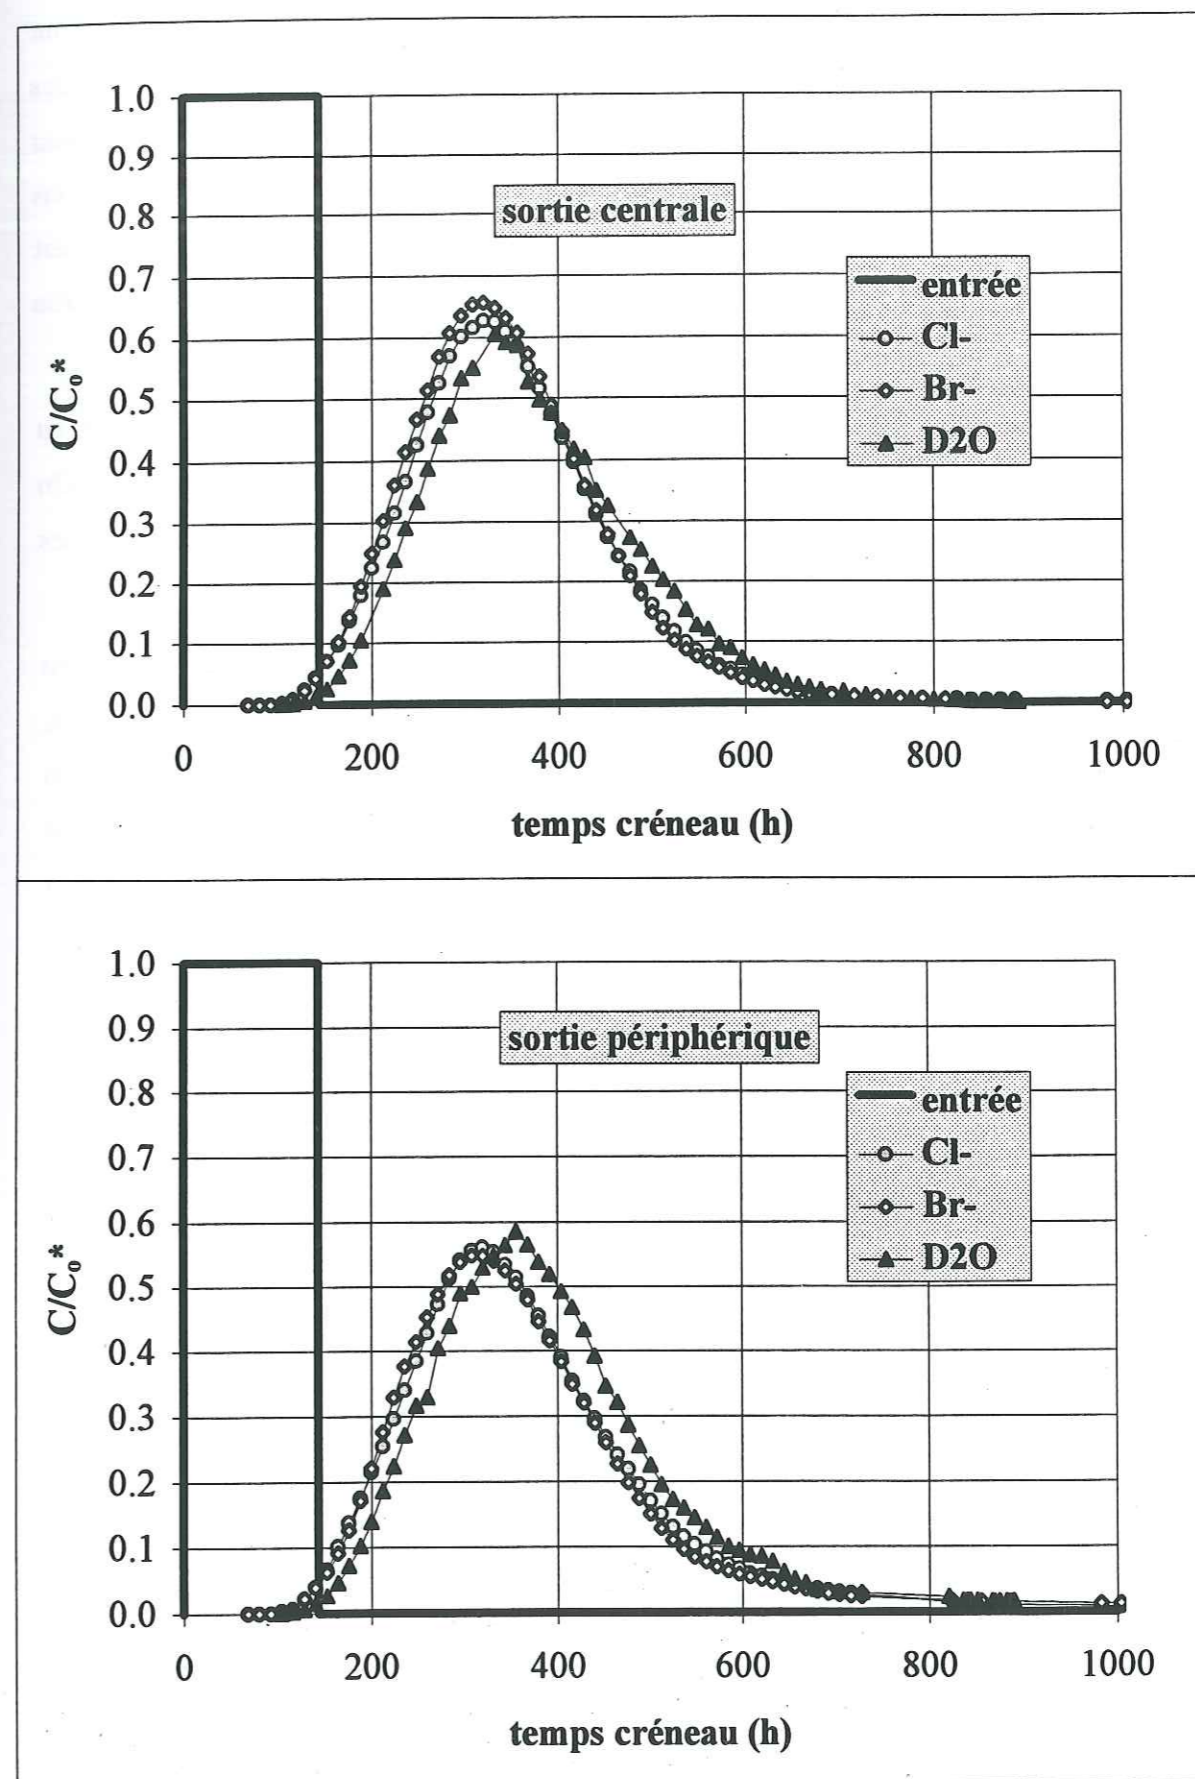 1.0
0.9
0.8
0.7
0.6
0.5
0.4
0.3
0.2
0.1
0.0
C/C₀*
sortie centrale
entrée
Cl-
Br-
D2O
0 200 400 600 800 1000
temps créneau (h)
1.0
0.9
0.8
0.7
0.6
0.5
0.4
0.3
0.2
0.1
0.0
C/C₀*
sortie périphérique
entrée
Cl-
Br-
D2O
0 200 400 600 800 1000
temps créneau (h)